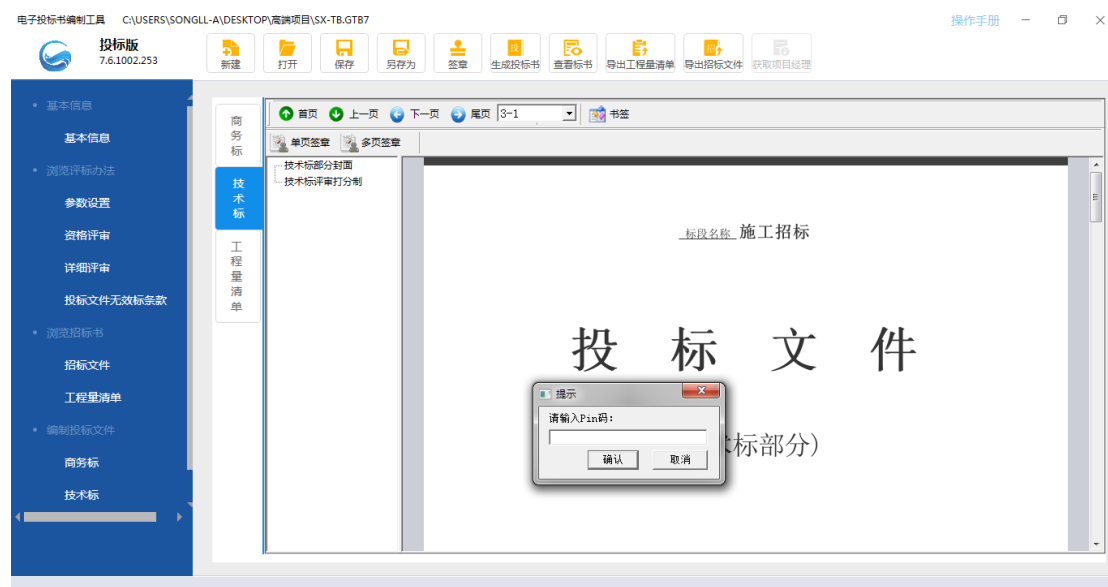 电子投标书编制工具 C:\USERS\SONGLL-A\DESKTOP\高端项目\SX-TB.GTB7 操作手册
投标版
7.6.1002.253
新建 打开 保存 另存为 签章 生成投标书 查看标书 导出工程量清单 导出招标文件 获取项目经理
基本信息
基本信息
浏览评标办法
参数设置
资格评审
详细评审
投标文件无效标条款
浏览招标书
招标文件
工程量清单
编制投标文件
商务标
技术标
商务标
技术标
工程量清单
首页 上一页 下一页 尾页 3-1 书签
单页签章 多页签章
技术标部分封面
技术标评审打分制
标段名称 施工招标
投 标 文 件
标部分）
提示
请输入Pin码:
确认 取消